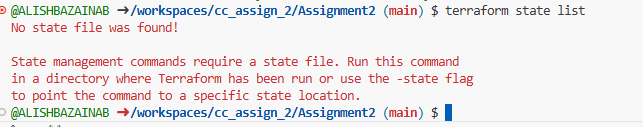 @ALISHBAZAINAB ➜/workspaces/cc_assign_2/Assignment2 (main) $ terraform state list
No state file was found!

State management commands require a state file. Run this command
in a directory where Terraform has been run or use the -state flag
to point the command to a specific state location.
@ALISHBAZAINAB ➜/workspaces/cc_assign_2/Assignment2 (main) $